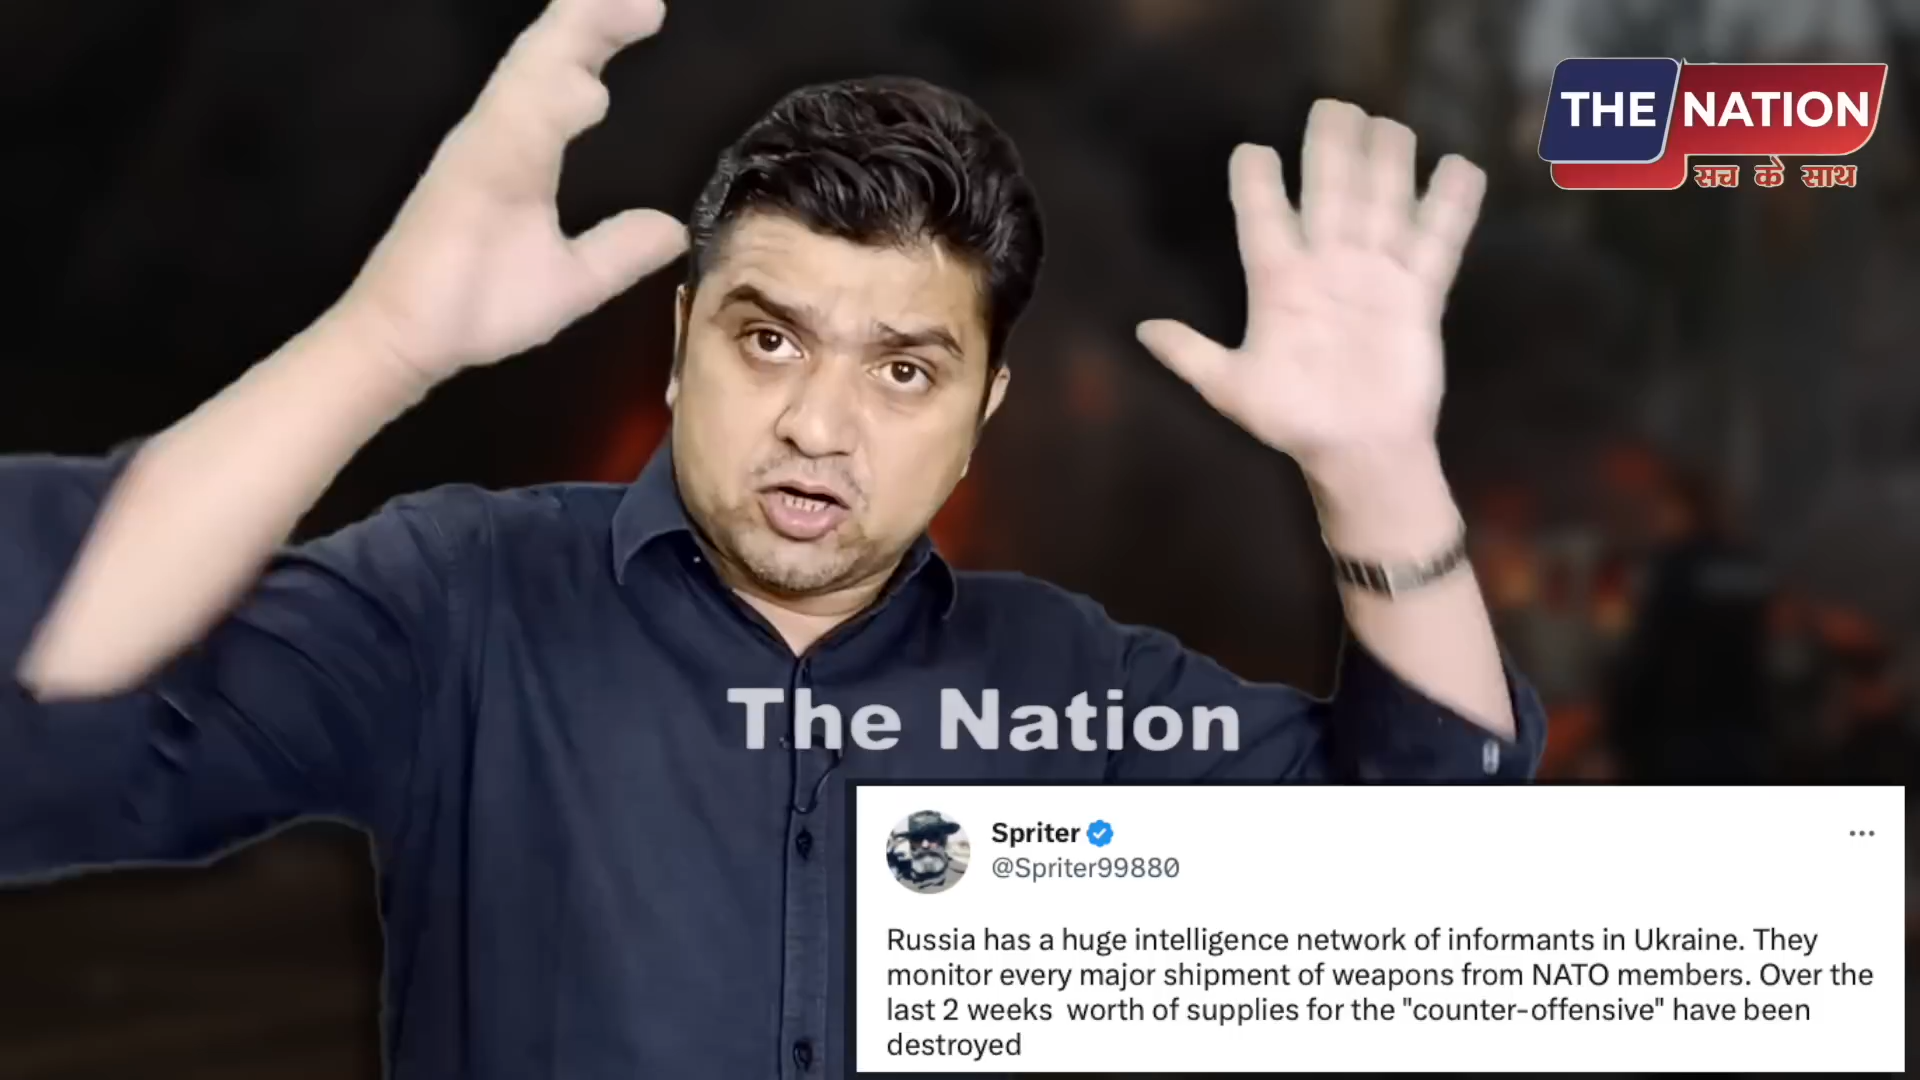 THE NATION
सच के साथ
The Nation
Spriter
@Spriter99880
Russia has a huge intelligence network of informants in Ukraine. They
monitor every major shipment of weapons from NATO members. Over the
last 2 weeks worth of supplies for the "counter-offensive" have been
destroyed